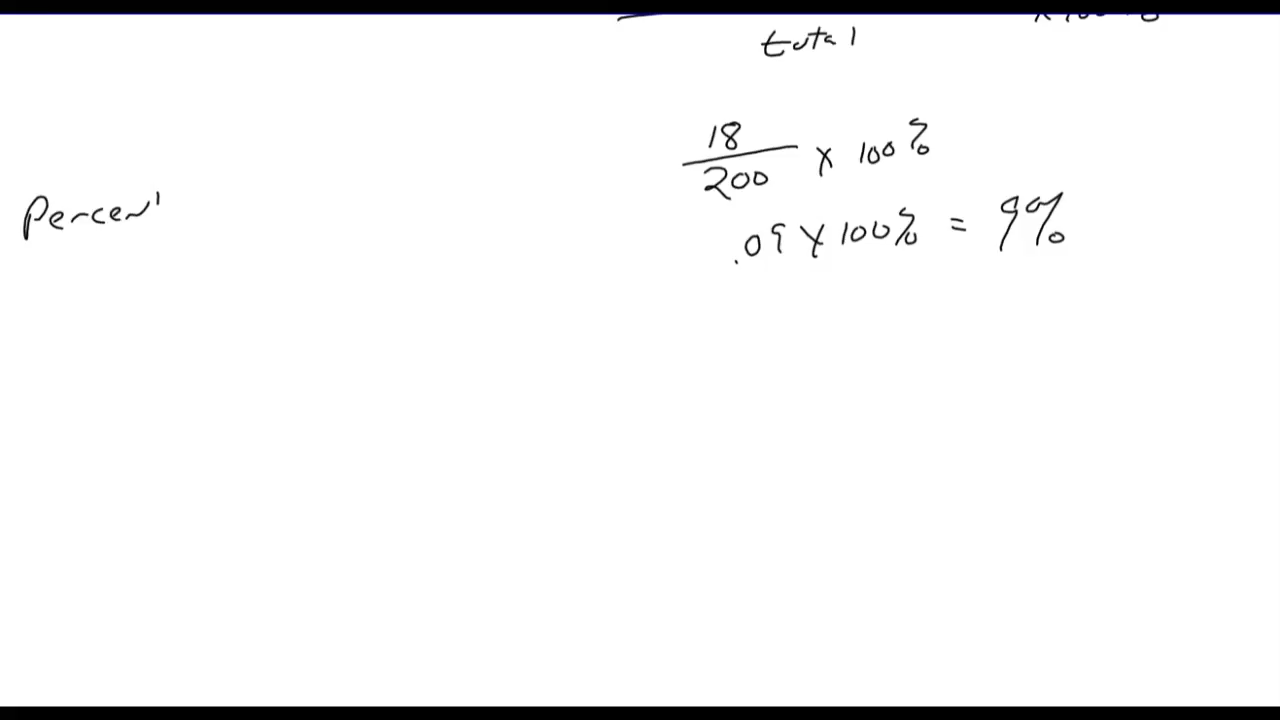 total
18
200
x 100%
Percen
.09 x 100% = 9%